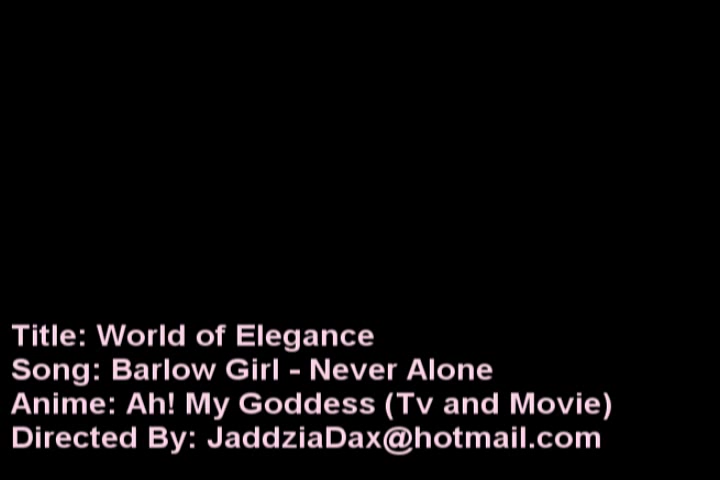 Title: World of Elegance
Song: Barlow Girl - Never Alone
Anime: Ah! My Goddess (Tv and Movie)
Directed By: JaddziaDax@hotmail.com